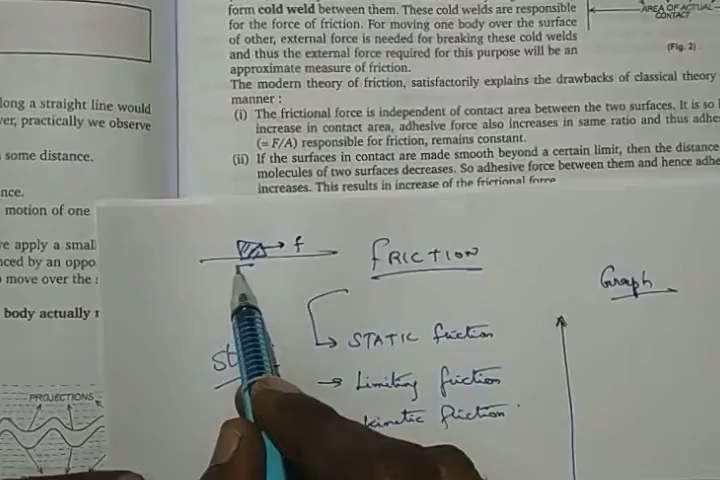 form cold weld between them. These cold welds are responsible
for the force of friction. For moving one body over the surface
of other, external force is needed for breaking these cold welds
and thus the external force required for this purpose will be an
approximate measure of friction.
AREA OF ACTUAL
CONTACT
(Fig. 2)
The modern theory of friction, satisfactorily explains the drawbacks of classical theory
manner :
(i) The frictional force is independent of contact area between the two surfaces. It is so
increase in contact area, adhesive force also increases in same ratio and thus adhe
(= F/A) responsible for friction, remains constant.
(ii) If the surfaces in contact are made smooth beyond a certain limit, then the distance
molecules of two surfaces decreases. So adhesive force between them and hence adhe
increases. This results in increase of the frictional force
long a straight line would
ver, practically we observe
some distance.
nce.
motion of one
ve apply a smal
nced by an oppo
o move over the
body actually
PROJECTIONS
f
FRICTION
Graph
St
STATIC friction
Limiting friction
kinetic friction